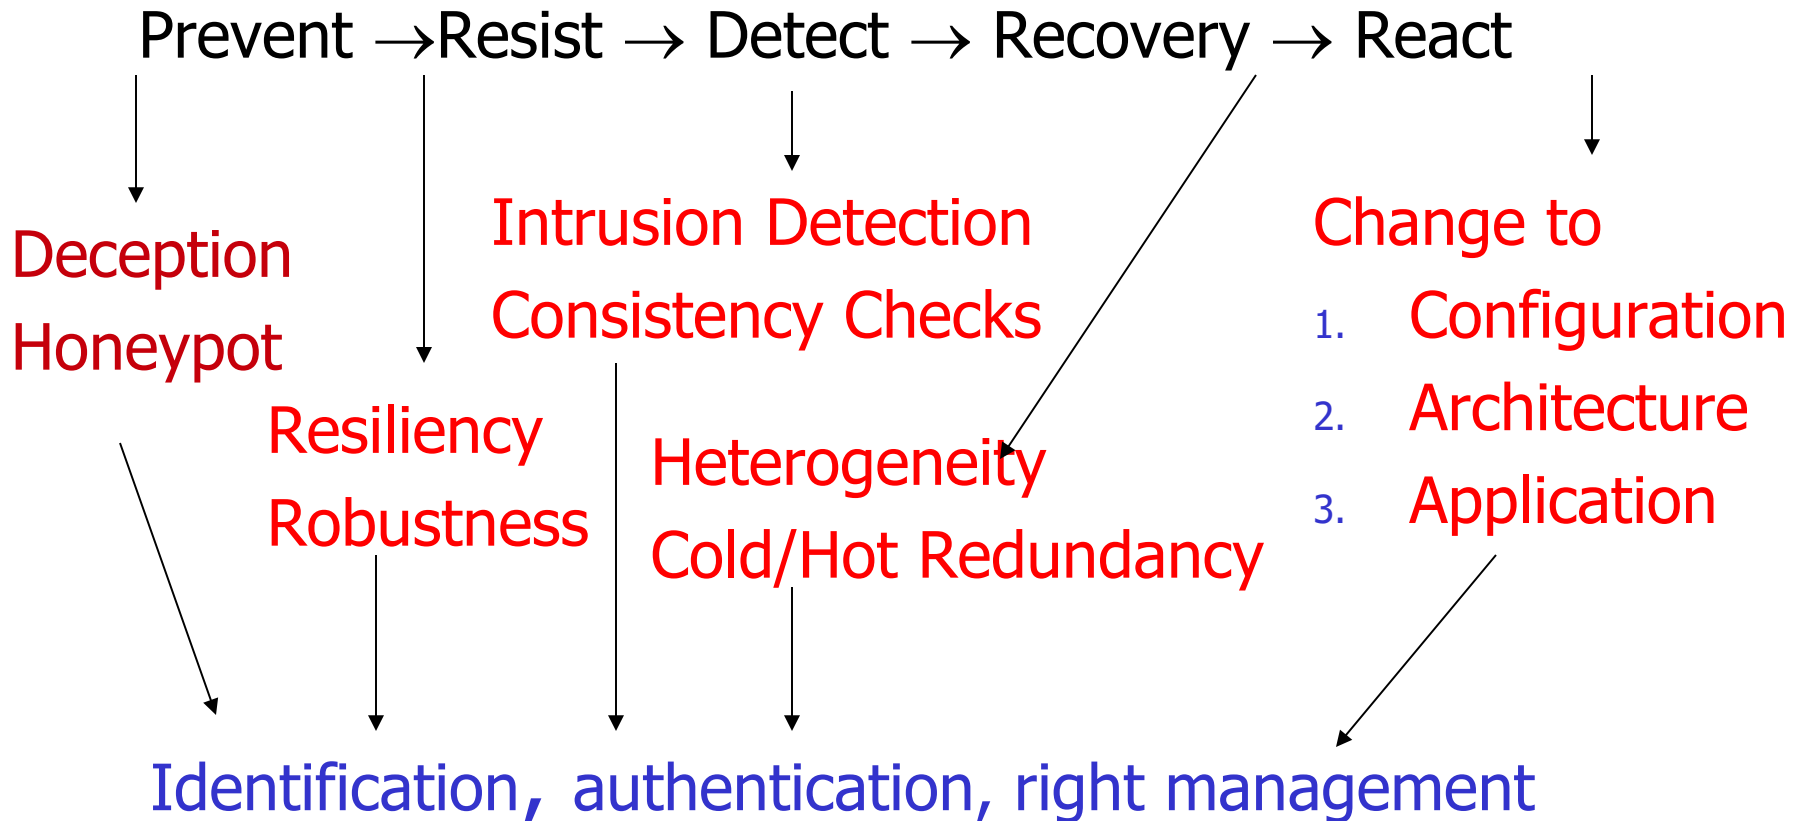 Prevent →Resist → Detect → Recovery → React
Deception
Honeypot
Resiliency
Robustness
Intrusion Detection
Consistency Checks
Heterogeneity
Cold/Hot Redundancy
Change to
1. Configuration
2. Architecture
3. Application
Identification, authentication, right management